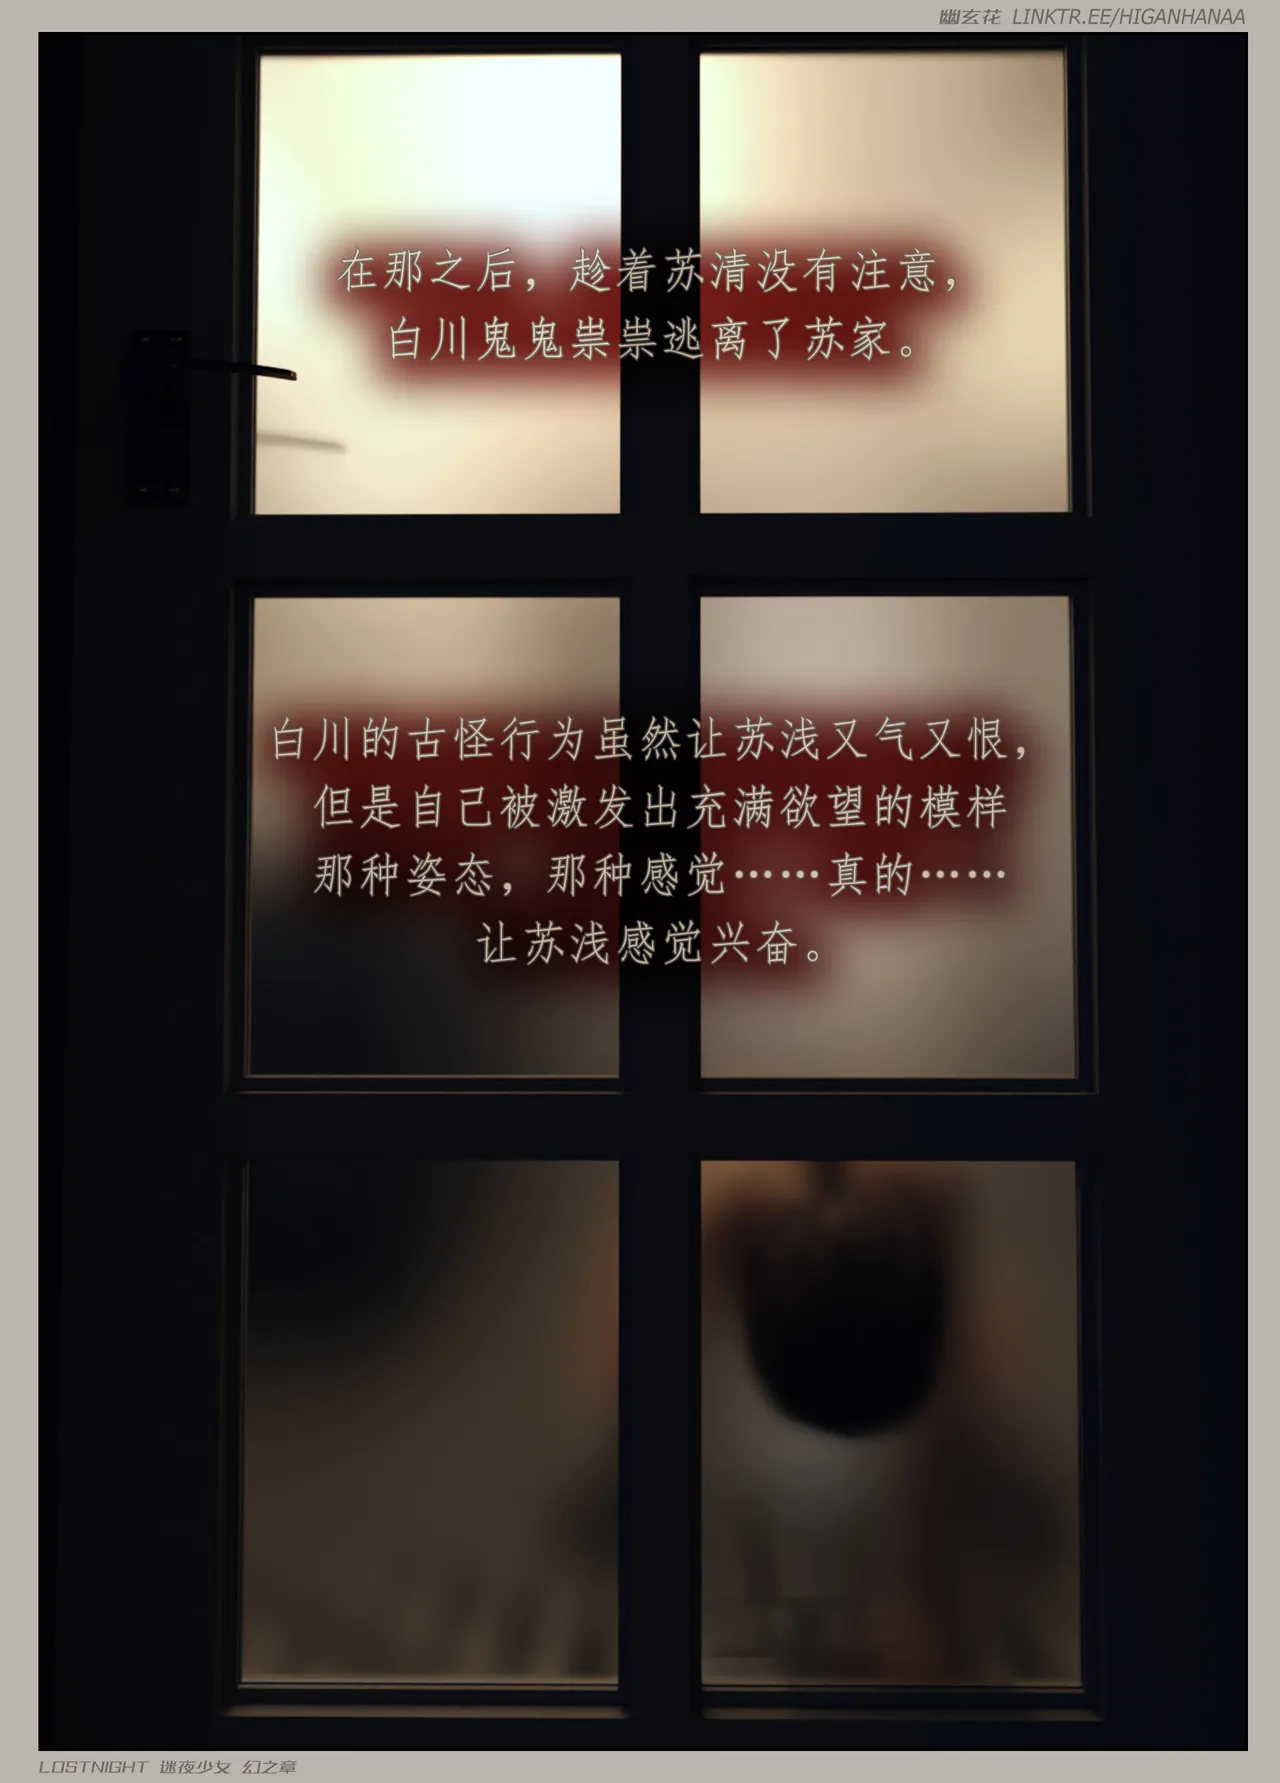 幽玄花 LINKTR.EE/HIGANHANAA
在那之后，趁着苏清没有注意，
白川鬼鬼祟祟逃离了苏家。
白川的古怪行为虽然让苏浅又气又恨，
但是自己被激发出充满欲望的模样
那种姿态，那种感觉……真的……
让苏浅感觉兴奋。
LOSTNIGHT 迷夜少女 幻之章